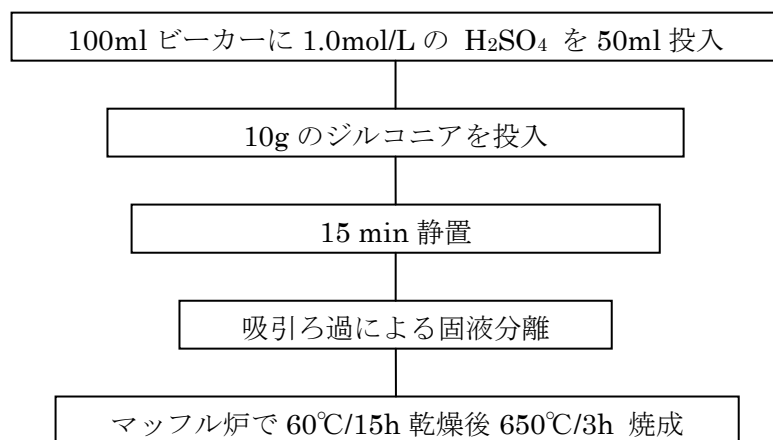 100ml ビーカーに 1.0mol/L の H₂SO₄ を 50ml 投入
10g のジルコニアを投入
15 min 静置
吸引ろ過による固液分離
マッフル炉で 60℃/15h 乾燥後 650℃/3h 焼成